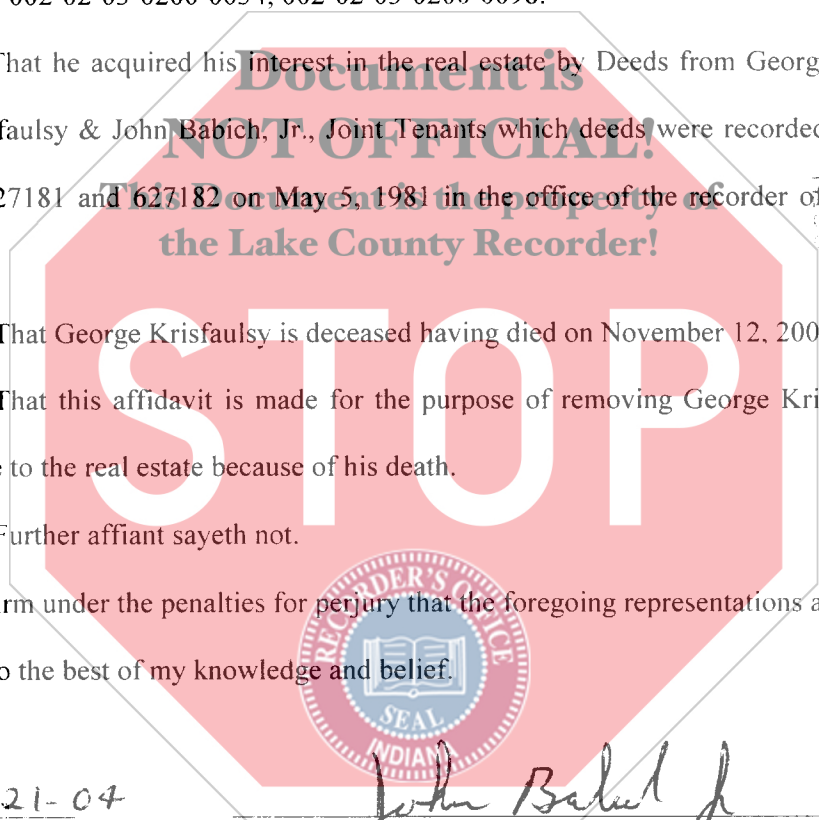 002-02-03-0200-0054; 002-02-03-0200-0098.
That he acquired his interest in the real estate by Deeds from Georg
faulsy & John Babich, Jr., Joint Tenants which deeds were recorded
27181 and 627182 on May 5, 1981 in the office of the recorder of
Document is
NOT OFFICIAL!
This Document is the property of
the Lake County Recorder!
That George Krisfaulsy is deceased having died on November 12, 200
That this affidavit is made for the purpose of removing George Kri
e to the real estate because of his death.
STOP
Further affiant sayeth not.
rm under the penalties for perjury that the foregoing representations a
o the best of my knowledge and belief.
RECORDER'S OFFICE
SEAL
INDIANA
21-04
John Babich Jr